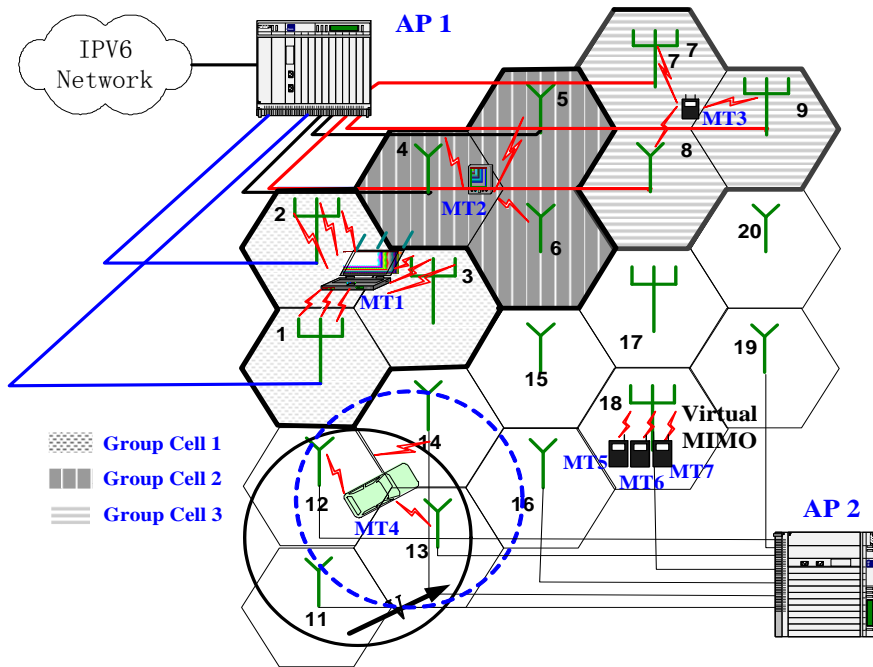 AP 1
IPV6
Network
7
7
9
5
MT3
4
8
MT2
2
6
20
3
MT1
17
1
15
19
18
Virtual
MIMO
14
Group Cell 1
MT5
MT7
Group Cell 2
MT6
12
16
AP 2
Group Cell 3
MT4
13
11
V